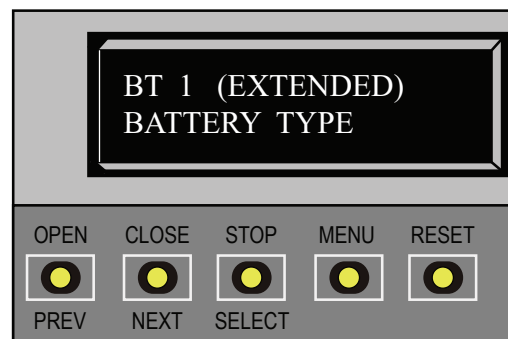 BT 1 (EXTENDED)
BATTERY TYPE
OPEN CLOSE STOP MENU RESET
PREV NEXT SELECT